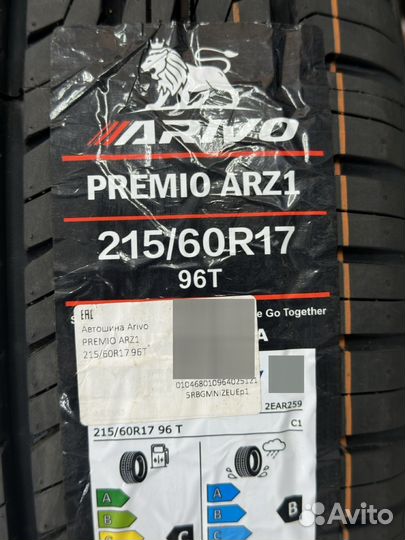 ARIVO
PREMIO ARZ1
215/60R17
96T
e Go Together
A
EAC
Автошина Arivo
PREMIO ARZ1
215/60R17 96T
010468010964025121
2EAR259
215/60R17 96 T
C1
A
B
C
C
A
B
B
Avito